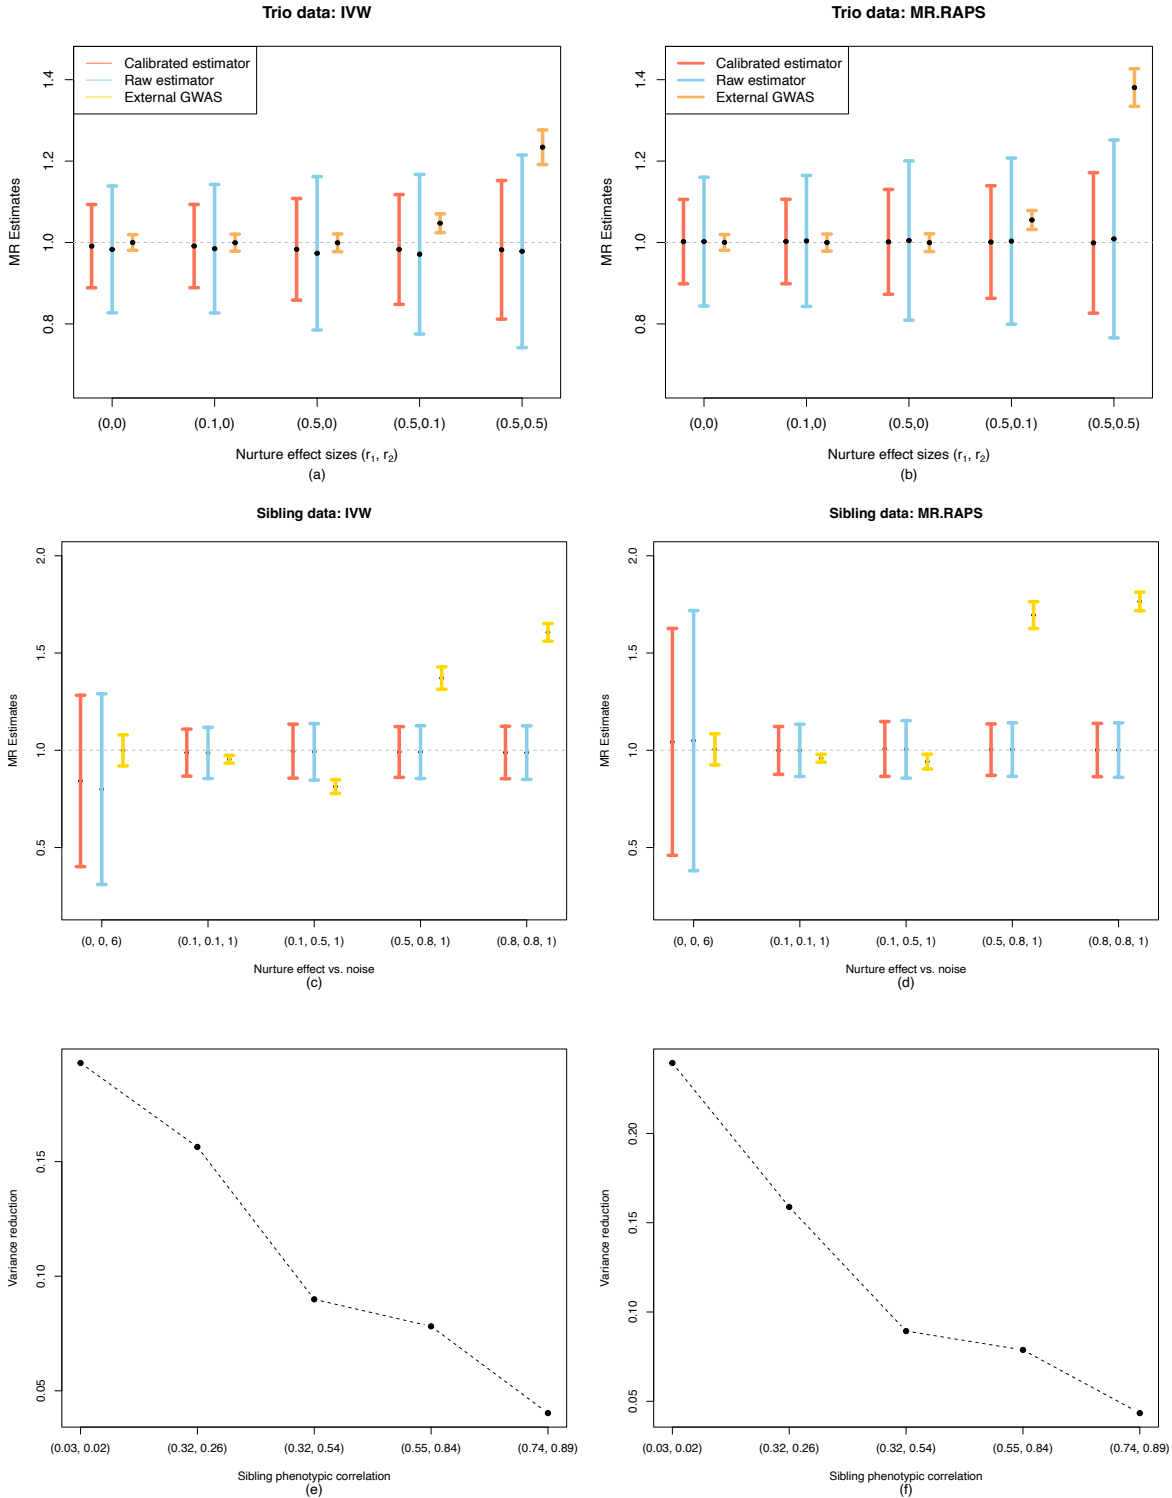 Trio data: IVW
Calibrated estimator
Raw estimator
External GWAS
MR Estimates
1.4
1.2
1.0
0.8
(0,0) (0.1,0) (0.5,0) (0.5,0.1) (0.5,0.5)
Nurture effect sizes (r1, r2)
(a)
Trio data: MR.RAPS
Calibrated estimator
Raw estimator
External GWAS
MR Estimates
1.4
1.2
1.0
0.8
(0,0) (0.1,0) (0.5,0) (0.5,0.1) (0.5,0.5)
Nurture effect sizes (r1, r2)
(b)
Sibling data: IVW
MR Estimates
2.0
1.5
1.0
0.5
(0, 0, 6) (0.1, 0.1, 1) (0.1, 0.5, 1) (0.5, 0.8, 1) (0.8, 0.8, 1)
Nurture effect vs. noise
(c)
Sibling data: MR.RAPS
MR Estimates
2.0
1.5
1.0
0.5
(0, 0, 6) (0.1, 0.1, 1) (0.1, 0.5, 1) (0.5, 0.8, 1) (0.8, 0.8, 1)
Nurture effect vs. noise
(d)
Variance reduction
0.15
0.10
0.05
(0.03, 0.02) (0.32, 0.26) (0.32, 0.54) (0.55, 0.84) (0.74, 0.89)
Sibling phenotypic correlation
(e)
Variance reduction
0.20
0.15
0.10
0.05
(0.03, 0.02) (0.32, 0.26) (0.32, 0.54) (0.55, 0.84) (0.74, 0.89)
Sibling phenotypic correlation
(f)